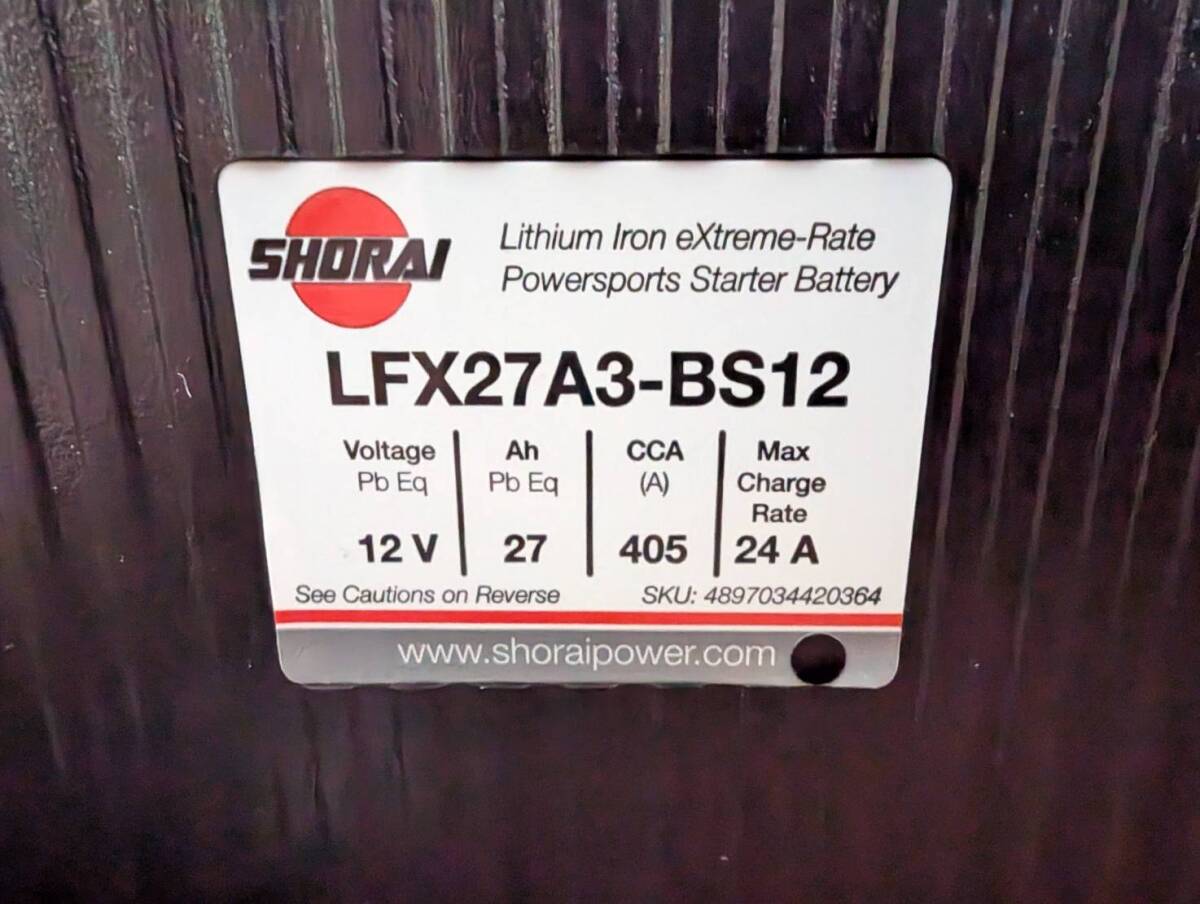 SHORAI
Lithium Iron eXtreme-Rate
Powersports Starter Battery
LFX27A3-BS12
Voltage Pb Eq 12 V
Ah Pb Eq 27
CCA (A) 405
Max Charge Rate 24 A
See Cautions on Reverse SKU: 4897034420364
www.shoraipower.com